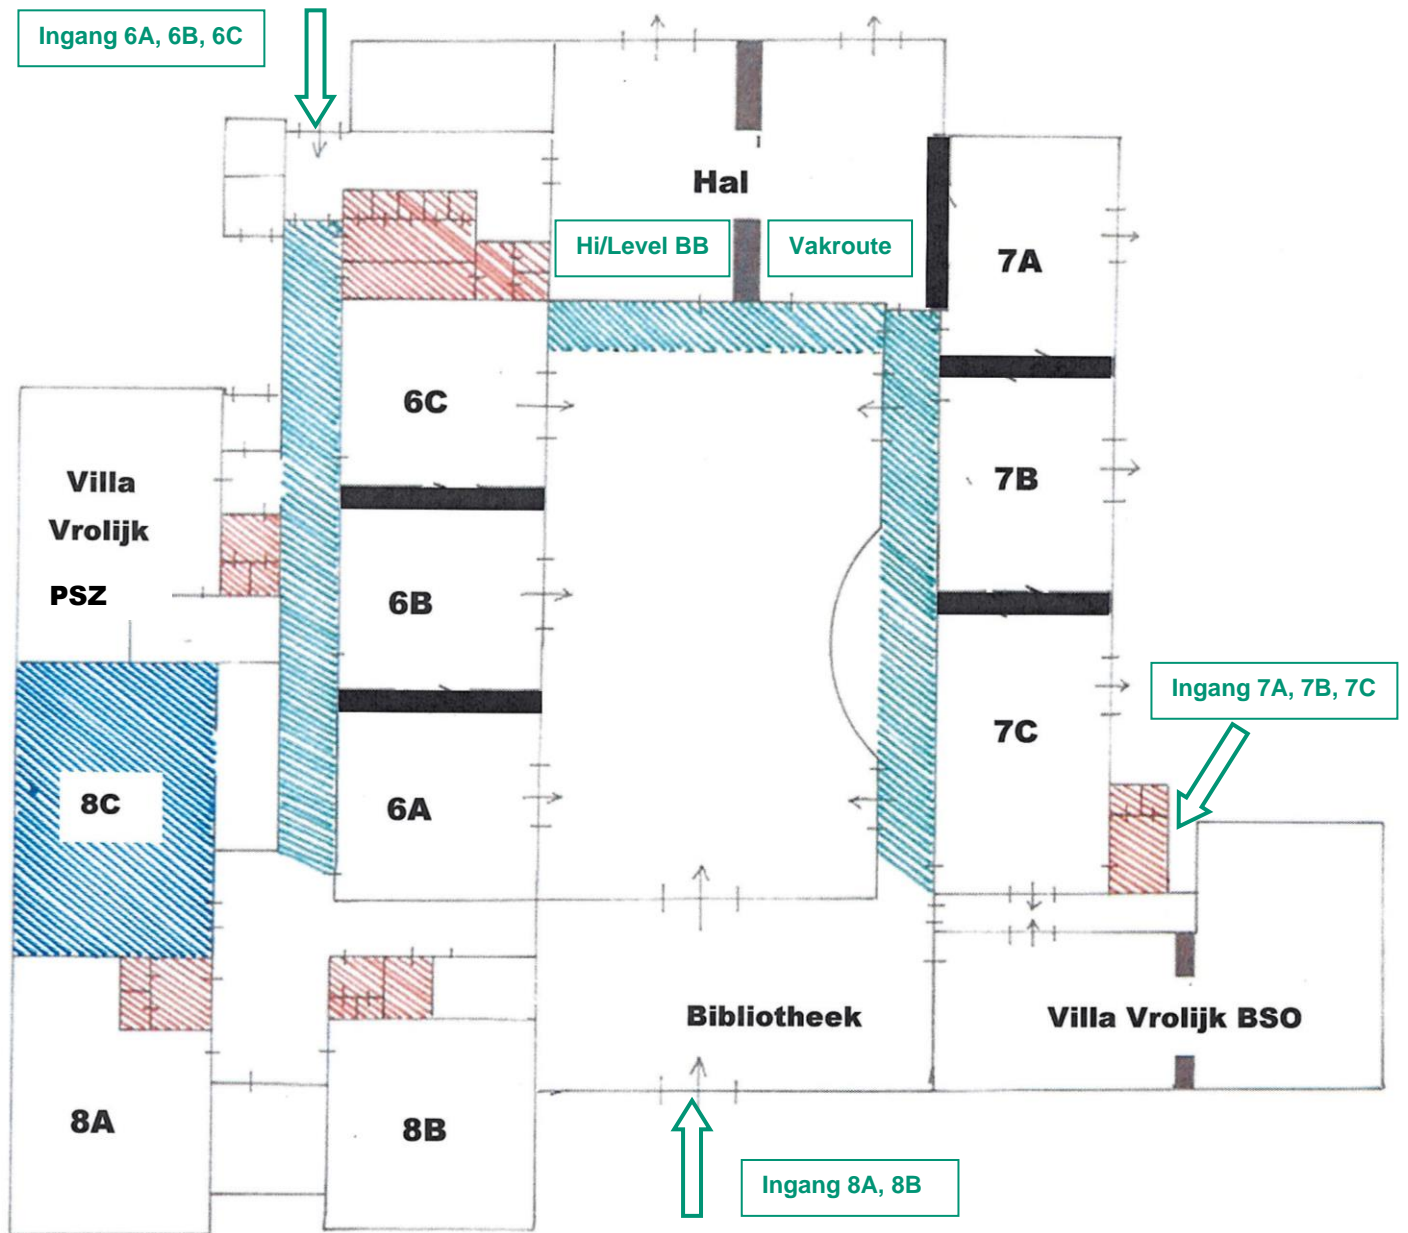 Ingang 6A, 6B, 6C
Hal
Hi/Level BB
Vakroute
7A
6C
7B
Villa
Vrolijk
PSZ
6B
Ingang 7A, 7B, 7C
7C
8C
6A
Bibliotheek
Villa Vrolijk BSO
8A
8B
Ingang 8A, 8B